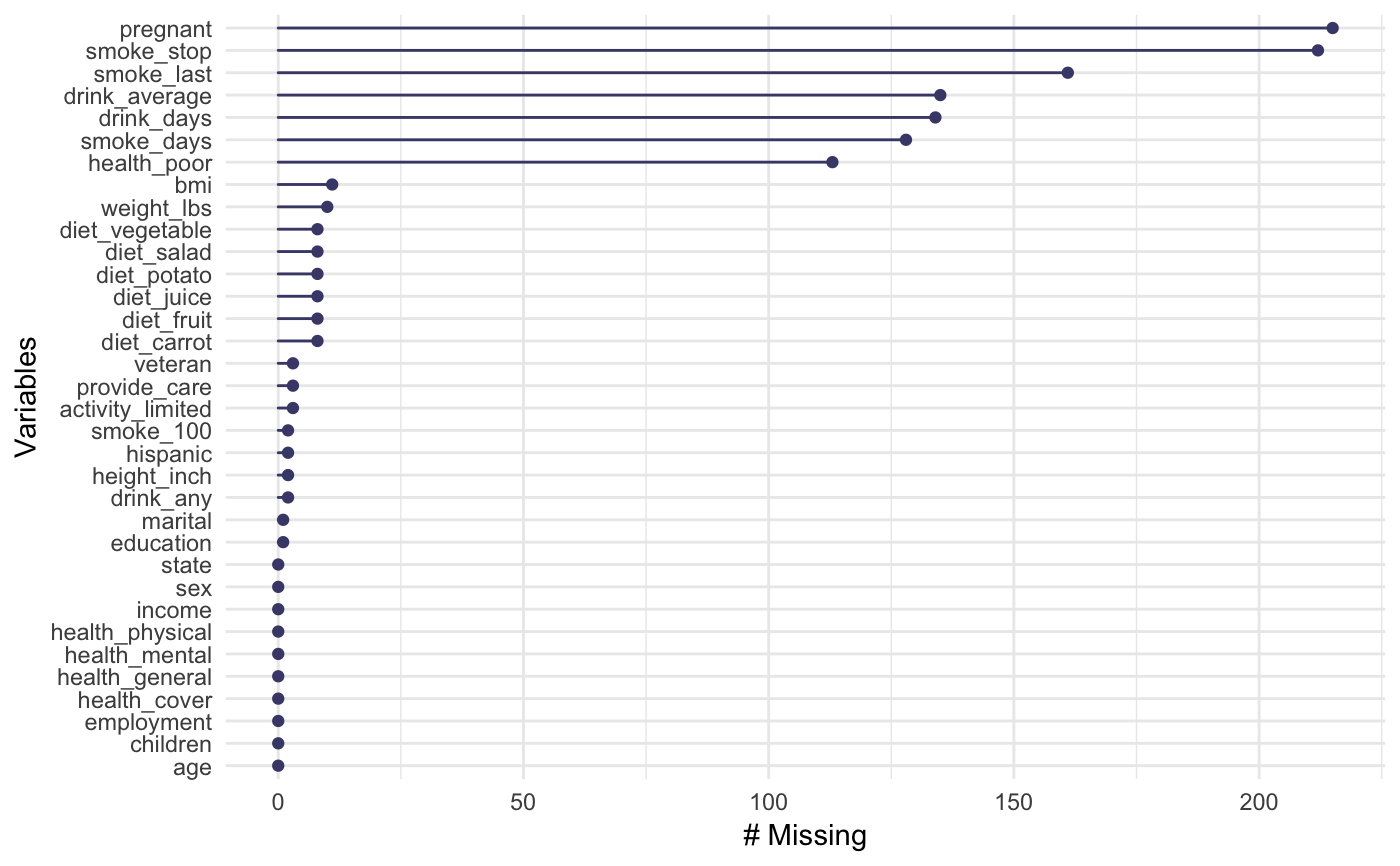 pregnant
smoke_stop
smoke_last
drink_average
drink_days
smoke_days
health_poor
bmi
weight_lbs
diet_vegetable
diet_salad
diet_potato
diet_juice
diet_fruit
diet_carrot
veteran
provide_care
activity_limited
smoke_100
hispanic
height_inch
drink_any
marital
education
state
sex
income
health_physical
health_mental
health_general
health_cover
employment
children
age
Variables
0 50 100 150 200
# Missing